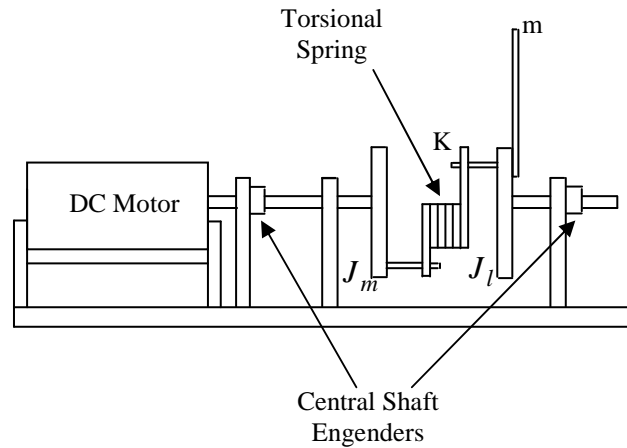 Torsional
Spring
m
K
DC Motor
J_m
J_l
Central Shaft
Engenders